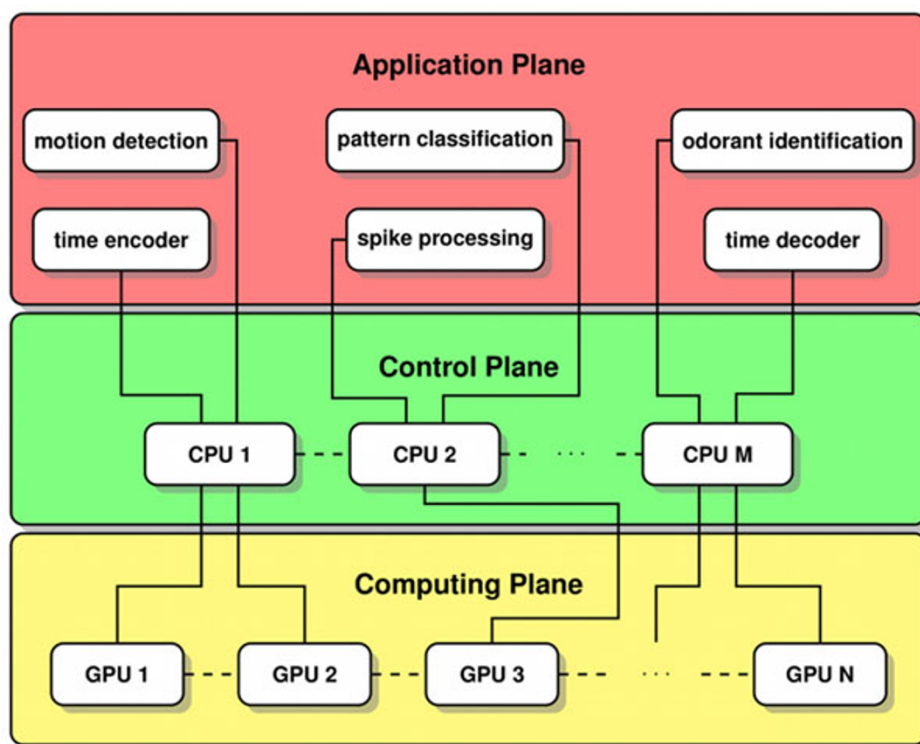 Application Plane
motion detection
pattern classification
odorant identification
time encoder
spike processing
time decoder
Control Plane
CPU 1
CPU 2
...
CPU M
Computing Plane
GPU 1
GPU 2
GPU 3
...
GPU N